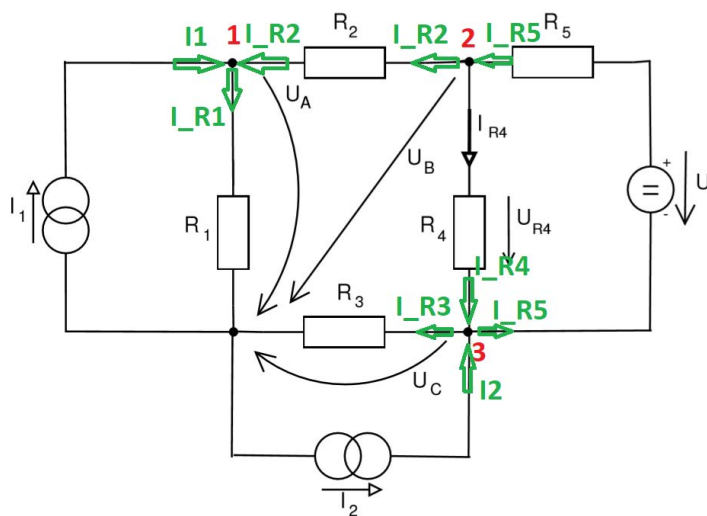 I1 1 I_R2 R2 I_R2 2 I_R5 R5
I_R1 UA UB IR4
I1 R1 R4 UR4 + = - U
R3 I_R3 I_R4 I_R5
3
UC I2
I2